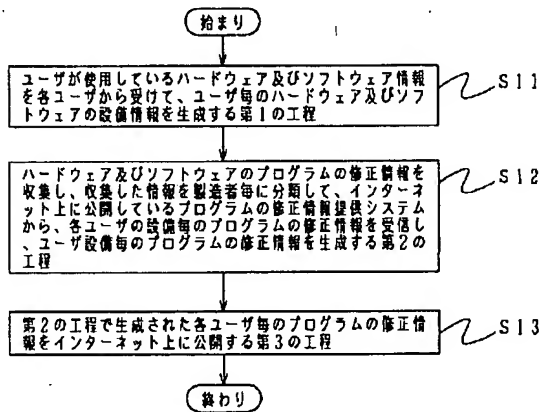 始まり
ユーザが使用しているハードウェア及びソフトウェア情報
を各ユーザから受けて、ユーザ毎のハードウェア及びソフ
トウェアの設備情報を生成する第1の工程
S11
ハードウェア及びソフトウェアのプログラムの修正情報を
収集し、収集した情報を製造者毎に分類して、インターネ
ット上に公開しているプログラムの修正情報提供システム
から、各ユーザの設備毎のプログラムの修正情報を受信し
、ユーザ設備毎のプログラムの修正情報を生成する第2の
工程
S12
第2の工程で生成された各ユーザ毎のプログラムの修正情
報をインターネット上に公開する第3の工程
S13
終わり